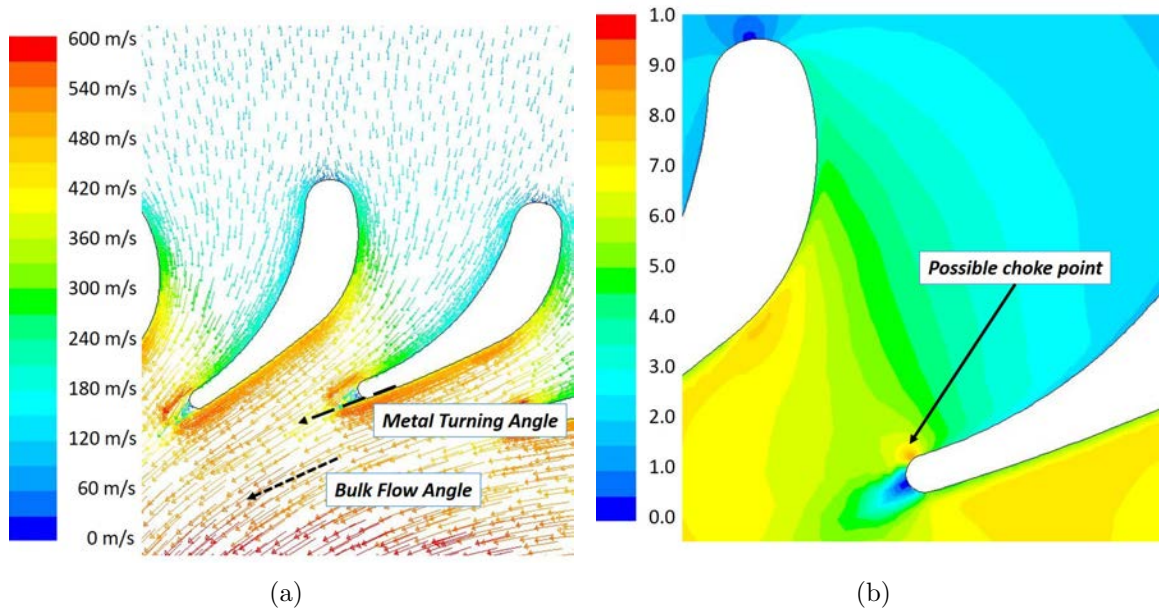 600 m/s
540 m/s
480 m/s
420 m/s
360 m/s
300 m/s
240 m/s
180 m/s
120 m/s
60 m/s
0 m/s
Metal Turning Angle
Bulk Flow Angle
(a)
1.0
9.0
8.0
7.0
6.0
5.0
4.0
3.0
2.0
1.0
0.0
Possible choke point
(b)